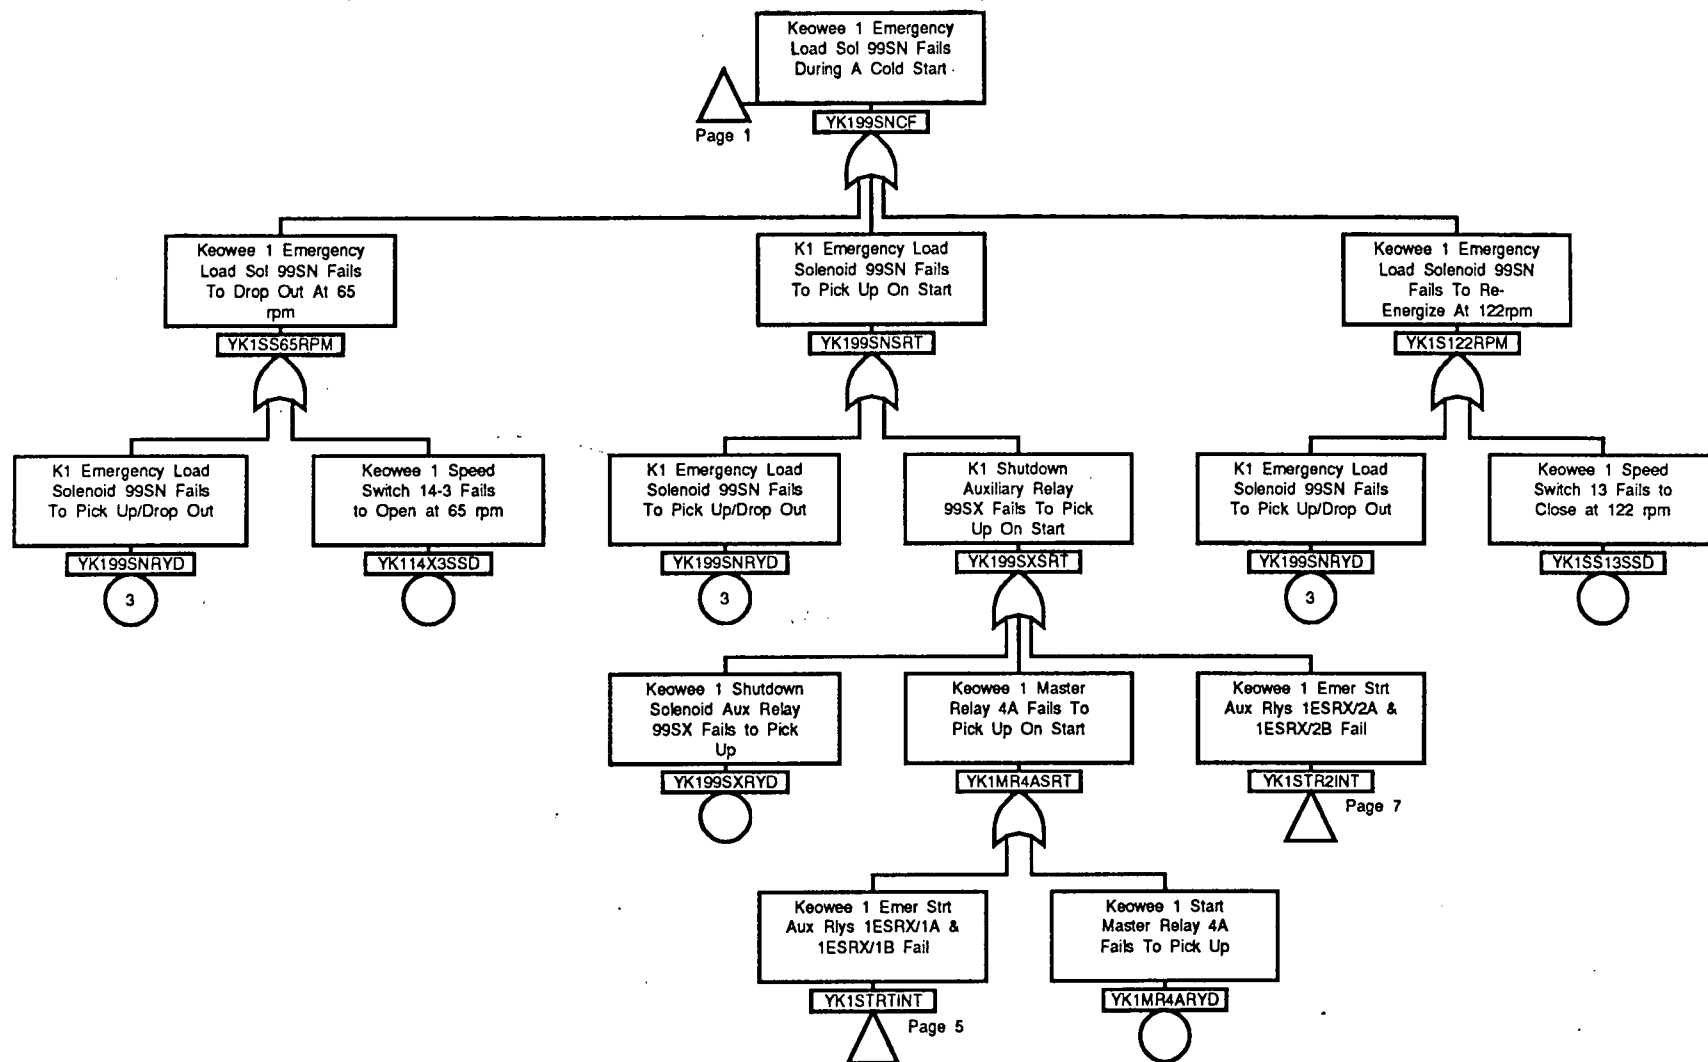 Keowee 1 Emergency
Load Sol 99SN Fails
During A Cold Start
Page 1
YK199SNCF
Keowee 1 Emergency
Load Sol 99SN Fails
To Drop Out At 65
rpm
YK1SS65RPM
K1 Emergency Load
Solenoid 99SN Fails
To Pick Up On Start
YK199SNSRT
Keowee 1 Emergency
Load Solenoid 99SN
Fails To Re-
Energize At 122rpm
YK1S122RPM
K1 Emergency Load
Solenoid 99SN Fails
To Pick Up/Drop Out
YK199SNRYD
3
Keowee 1 Speed
Switch 14-3 Fails
to Open at 65 rpm
YK114X3SSD
K1 Emergency Load
Solenoid 99SN Fails
To Pick Up/Drop Out
YK199SNRYD
3
K1 Shutdown
Auxiliary Relay
99SX Fails To Pick
Up On Start
YK199SXSRT
K1 Emergency Load
Solenoid 99SN Fails
To Pick Up/Drop Out
YK199SNRYD
3
Keowee 1 Speed
Switch 13 Fails to
Close at 122 rpm
YK1SS13SSD
Keowee 1 Shutdown
Solenoid Aux Relay
99SX Fails to Pick
Up
YK199SXRYD
Keowee 1 Master
Relay 4A Fails To
Pick Up On Start
YK1MR4ASRT
Keowee 1 Emer Strt
Aux Rlys 1ESRX/2A &
1ESRX/2B Fail
YK1STR2INT
Page 7
Keowee 1 Emer Strt
Aux Rlys 1ESRX/1A &
1ESRX/1B Fail
YK1STRTINT
Page 5
Keowee 1 Start
Master Relay 4A
Fails To Pick Up
YK1MR4ARYD